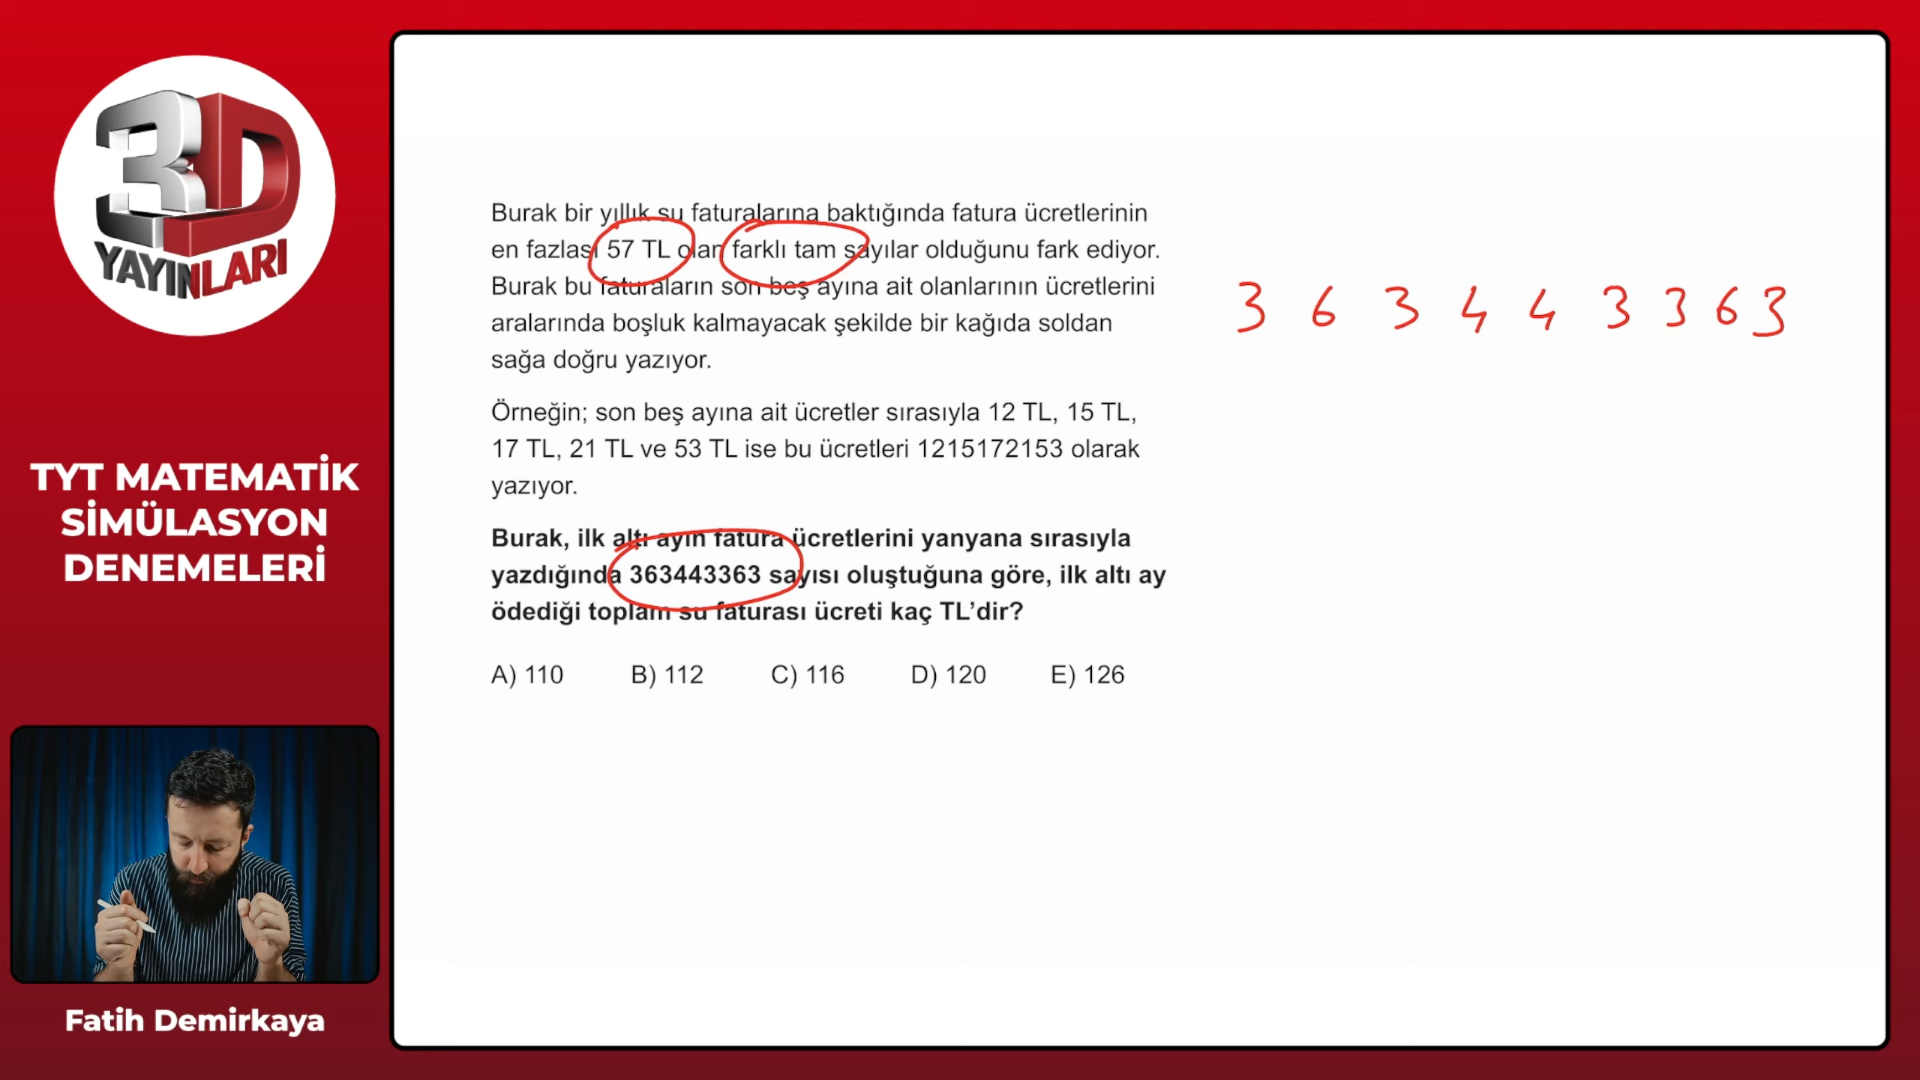 3D
YAYINLARI
TYT MATEMATİK
SİMÜLASYON
DENEMELERİ
Fatih Demirkaya
Burak bir yıllık su faturalarına baktığında fatura ücretlerinin
en fazlası 57 TL olan farklı tam sayılar olduğunu fark ediyor.
Burak bu faturaların son beş ayına ait olanlarının ücretlerini
aralarında boşluk kalmayacak şekilde bir kağıda soldan
sağa doğru yazıyor.
Örneğin; son beş ayına ait ücretler sırasıyla 12 TL, 15 TL,
17 TL, 21 TL ve 53 TL ise bu ücretleri 1215172153 olarak
yazıyor.
Burak, ilk altı ayın fatura ücretlerini yanyana sırasıyla
yazdığında 363443363 sayısı oluştuğuna göre, ilk altı ay
ödediği toplam su faturası ücreti kaç TL’dir?
A) 110 B) 112 C) 116 D) 120 E) 126
3 6 3 4 4 3 3 6 3